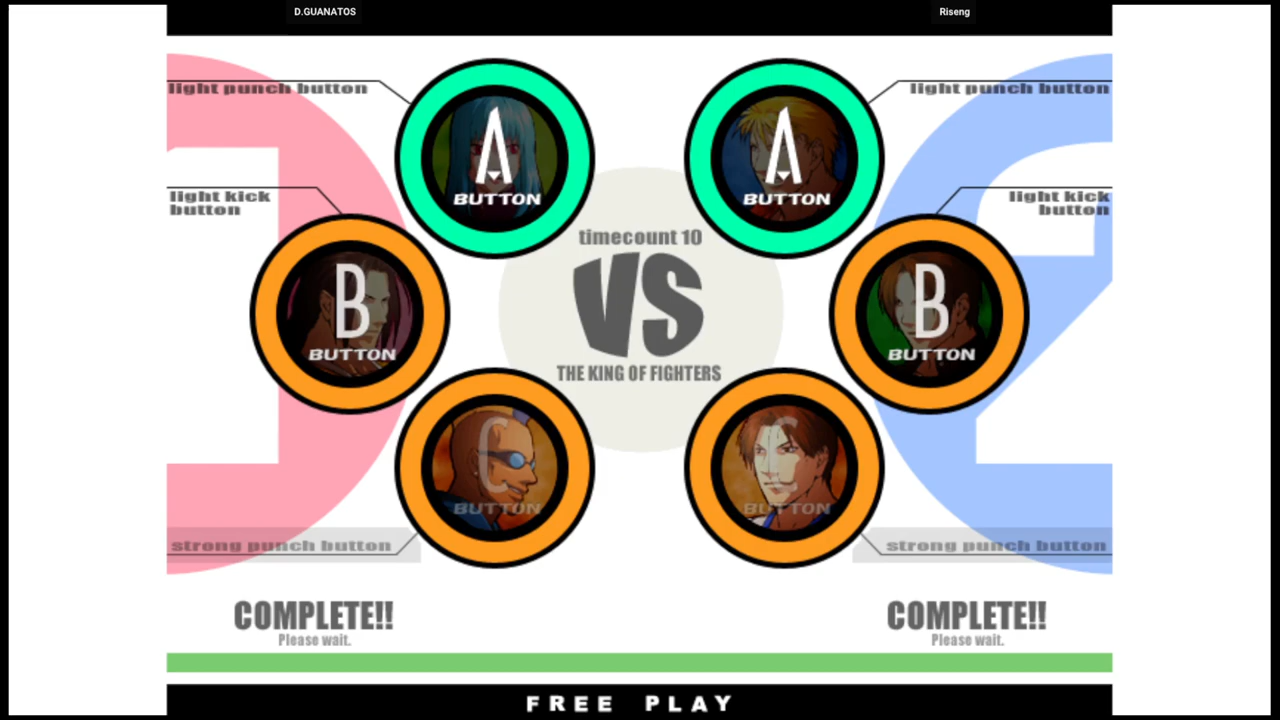 D.GUANATOS
Riseng
light punch button
light punch button
A
BUTTON
A
BUTTON
light kick
button
light kick
button
timecount 10
VS
THE KING OF FIGHTERS
B
BUTTON
B
BUTTON
C
BUTTON
C
BUTTON
strong punch button
strong punch button
COMPLETE!!
Please wait.
COMPLETE!!
Please wait.
FREE PLAY
1
2